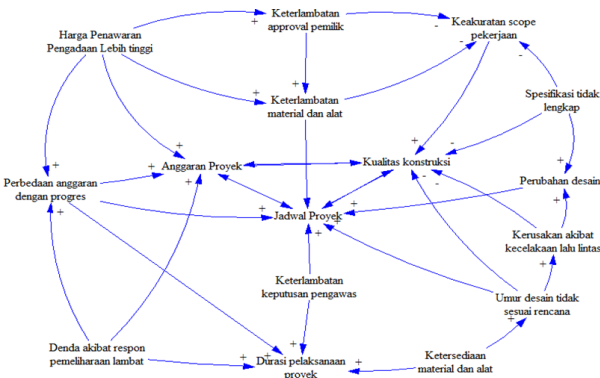 Keterlambatan
approval pemilik
Keakuratan scope
pekerjaan
Harga Penawaran
Pengadaan Lebih tinggi
Keterlambatan
material dan alat
Spesifikasi tidak
lengkap
Anggaran Proyek
Kualitas konstruksi
Perbedaan anggaran
dengan progres
Perubahan desain
Jadwal Proyek
Kerusakan akibat
kecelakaan lalu lintas
Keterlambatan
keputusan pengawas
Umur desain tidak
sesuai rencana
Denda akibat respon
pemeliharaan lambat
Durasi pelaksanaan
proyek
Ketersediaan
material dan alat